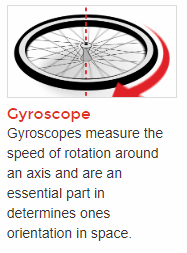 Gyroscope
Gyroscopes measure the
speed of rotation around
an axis and are an
essential part in
determines ones
orientation in space.